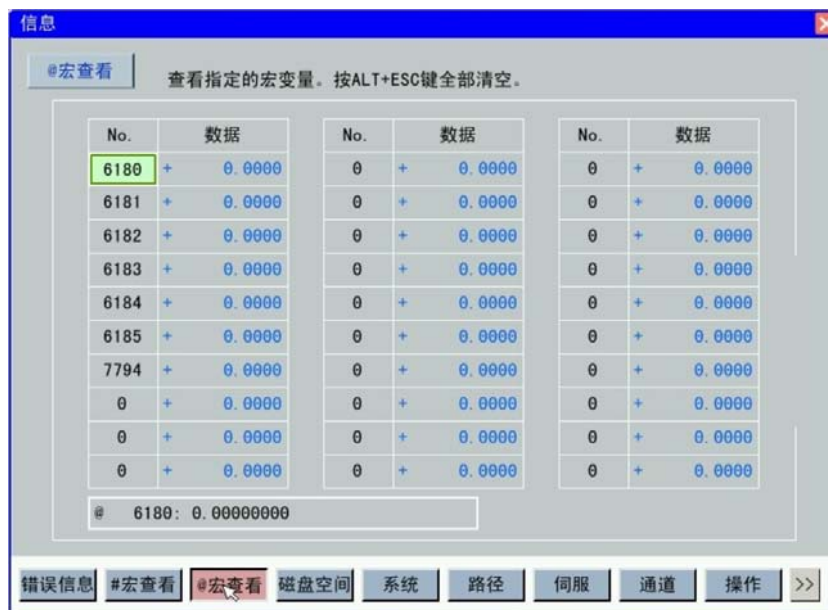 信息
@宏查看
查看指定的宏变量。按ALT+ESC键全部清空。
No. 数据 No. 数据 No. 数据
6180 + 0.0000 0 + 0.0000 0 + 0.0000
6181 + 0.0000 0 + 0.0000 0 + 0.0000
6182 + 0.0000 0 + 0.0000 0 + 0.0000
6183 + 0.0000 0 + 0.0000 0 + 0.0000
6184 + 0.0000 0 + 0.0000 0 + 0.0000
6185 + 0.0000 0 + 0.0000 0 + 0.0000
7794 + 0.0000 0 + 0.0000 0 + 0.0000
0 + 0.0000 0 + 0.0000 0 + 0.0000
0 + 0.0000 0 + 0.0000 0 + 0.0000
0 + 0.0000 0 + 0.0000 0 + 0.0000
@ 6180: 0.00000000
错误信息 #宏查看 @宏查看 磁盘空间 系统 路径 伺服 通道 操作 >>